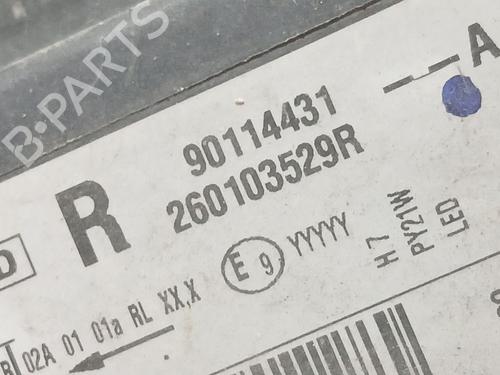 B-PARTS
A
90114431
260103529R
R
D
E 9
YYYYY
H7
PY21W
LED
02A 01 01a RL XX,X